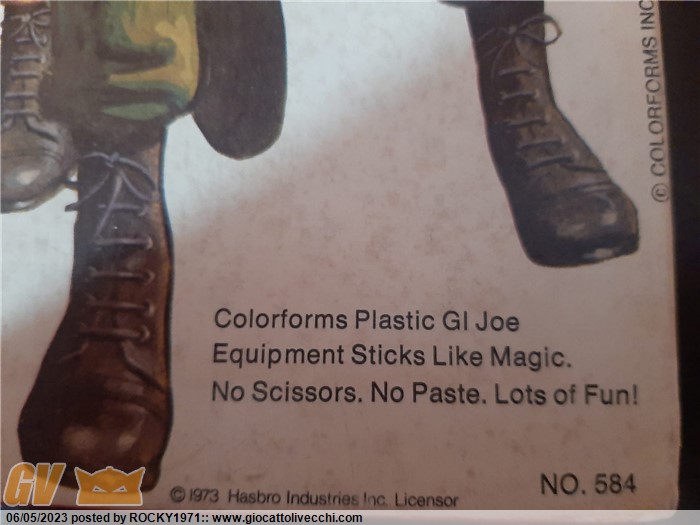 © COLORFORMS INC
Colorforms Plastic GI Joe
Equipment Sticks Like Magic.
No Scissors. No Paste. Lots of Fun!
© 1973 Hasbro Industries Inc. Licensor
NO. 584
GV
06/05/2023 posted by ROCKY1971:: www.giocattolivecchi.com